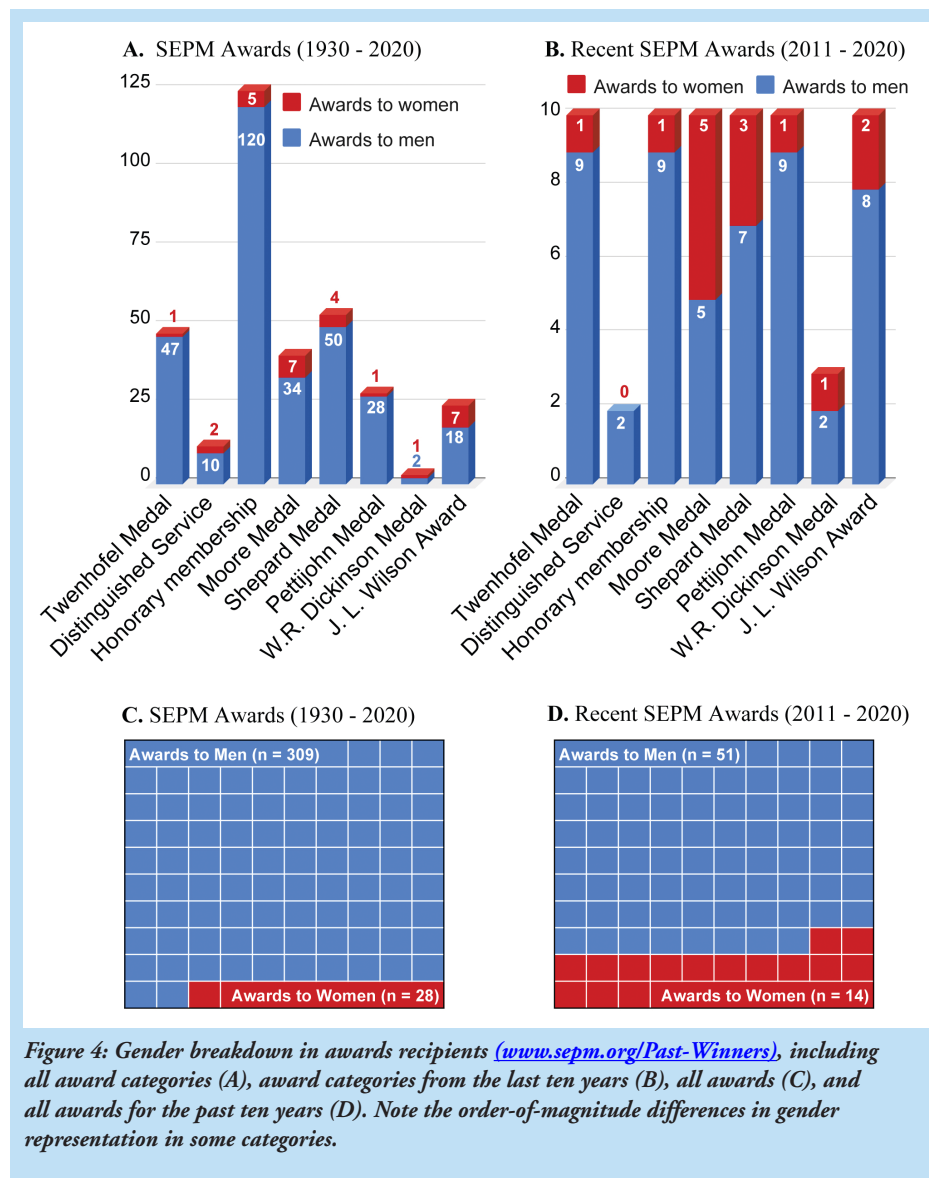 A. SEPM Awards (1930 - 2020)
125
100
75
50
25
0
Awards to women
Awards to men
1
47
2
10
5
120
7
34
4
50
1
28
1
2
7
18
Twenhofel Medal
Distinguished Service
Honorary membership
Moore Medal
Shepard Medal
Pettijohn Medal
W.R. Dickinson Medal
J. L. Wilson Award
B. Recent SEPM Awards (2011 - 2020)
Awards to women
Awards to men
10
8
6
4
2
0
1
9
0
2
1
9
5
5
3
7
1
9
1
2
2
8
Twenhofel Medal
Distinguished Service
Honorary membership
Moore Medal
Shepard Medal
Pettijohn Medal
W.R. Dickinson Medal
J. L. Wilson Award
C. SEPM Awards (1930 - 2020)
Awards to Men (n = 309)
Awards to Women (n = 28)
D. Recent SEPM Awards (2011 - 2020)
Awards to Men (n = 51)
Awards to Women (n = 14)
Figure 4: Gender breakdown in awards recipients (www.sepm.org/Past-Winners), including
all award categories (A), award categories from the last ten years (B), all awards (C), and
all awards for the past ten years (D). Note the order-of-magnitude differences in gender
representation in some categories.